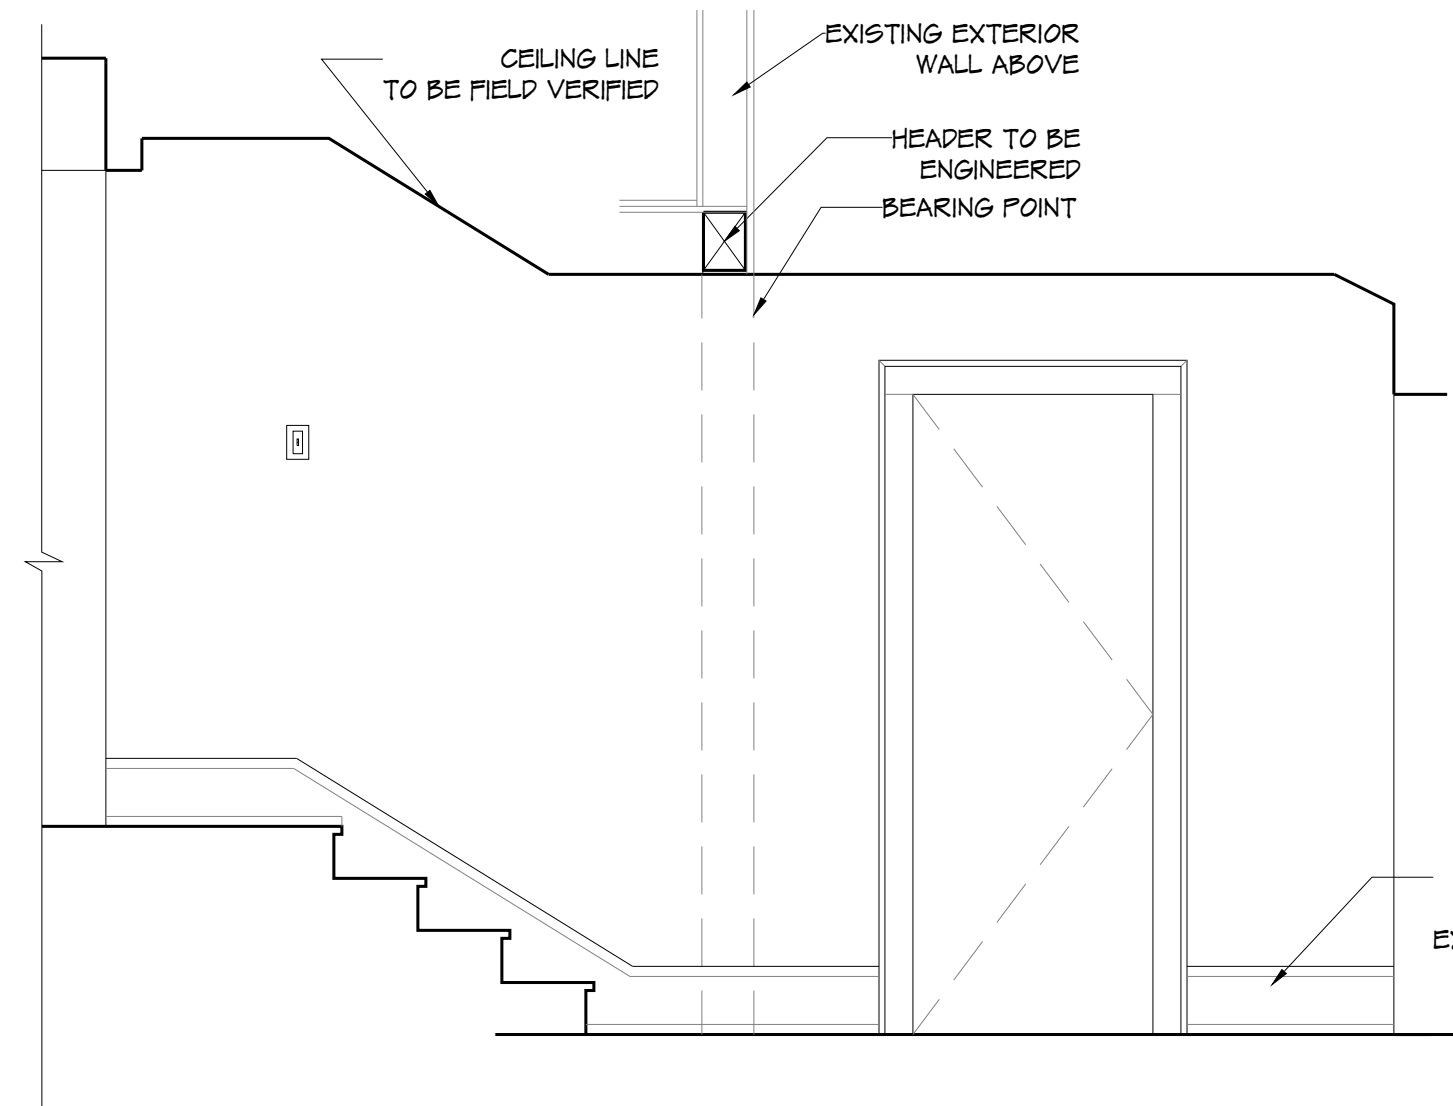 CEILING LINE
TO BE FIELD VERIFIED
EXISTING EXTERIOR
WALL ABOVE
HEADER TO BE
ENGINEERED
BEARING POINT